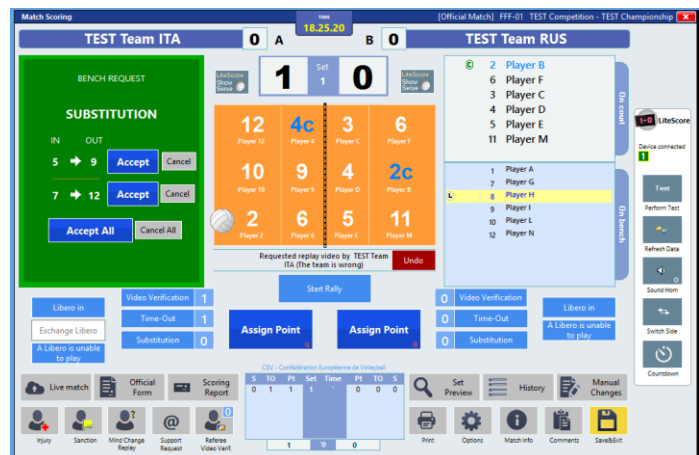 Match Scoring
TIME
18.25.20
[Official Match] FFF-01 TEST Competition - TEST Championship
TEST Team ITA
0 A
B 0
TEST Team RUS
BENCH REQUEST
SUBSTITUTION
IN OUT
5 9 Accept Cancel
7 12 Accept Cancel
Accept All Cancel All
LiteScore
Show
Serve
1
Set
1
0
LiteScore
Show
Serve
12
Player 12
4c
Player 4
3
Player C
6
Player F
10
Player 10
9
Player 9
4
Player D
2c
Player B
2
Player 2
6
Player 6
5
Player E
11
Player M
Requested replay video by TEST Team
ITA (The team is wrong)
Undo
C 2 Player B
6 Player F
3 Player C
4 Player D
5 Player E
11 Player M
On court
1 Player A
7 Player G
L 8 Player H
9 Player I
10 Player L
12 Player N
On bench
1-0 LiteScore
Device connected
1
Test
Perform Test
Refresh Data
Sound Horn
Switch Side
Countdown
Libero in
Exchange Libero
A Libero is unable
to play
Video Verification 1
Time-Out 1
Substitution 0
Start Rally
Assign Point
Assign Point
0 Video Verification
0 Time-Out
0 Substitution
Libero in
A Libero is unable
to play
CEV - Confédération Européenne de Volleyball
S TO Pt Set Time Pt TO S
0 1 1 1 ' 0 0 0
1 '0 0
Live match
Official
Form
Scoring
Report
Set
Preview
History
Manual
Changes
Injury
Sanction
Mind Change
Replay
Support
Request
0
Referee
Video Verif.
Print
Options
Match Info
Comments
Save&Exit